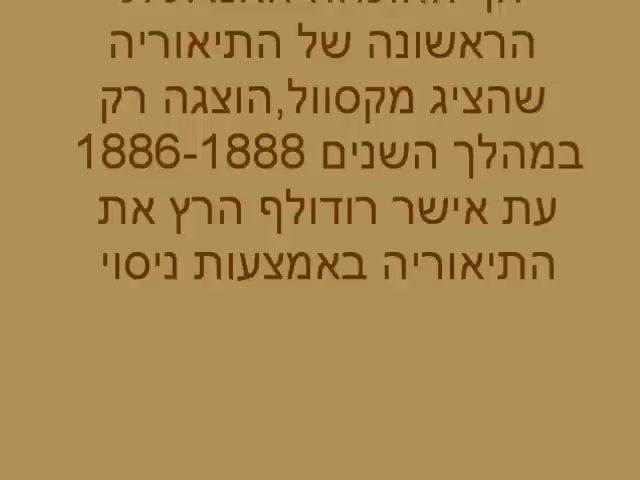 הראשונה של התיאוריה
שהציג מקסוול,הוצגה רק
במהלך השנים 1886-1888
עת אישר רודולף הרץ את
התיאוריה באמצעות ניסוי